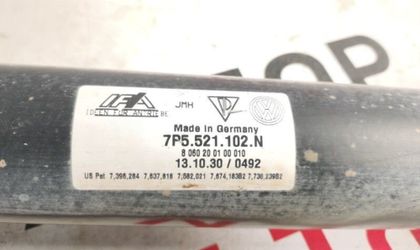 IFA
JMH
IDEEN FÜR ANTRIEBE
Made in Germany
7P5.521.102.N
8 060 20 01 00 010
13.10.30 / 0492
US Pat 7,396,284 7,637,818 7,582,021 7,674,183B2 7,736,239B2